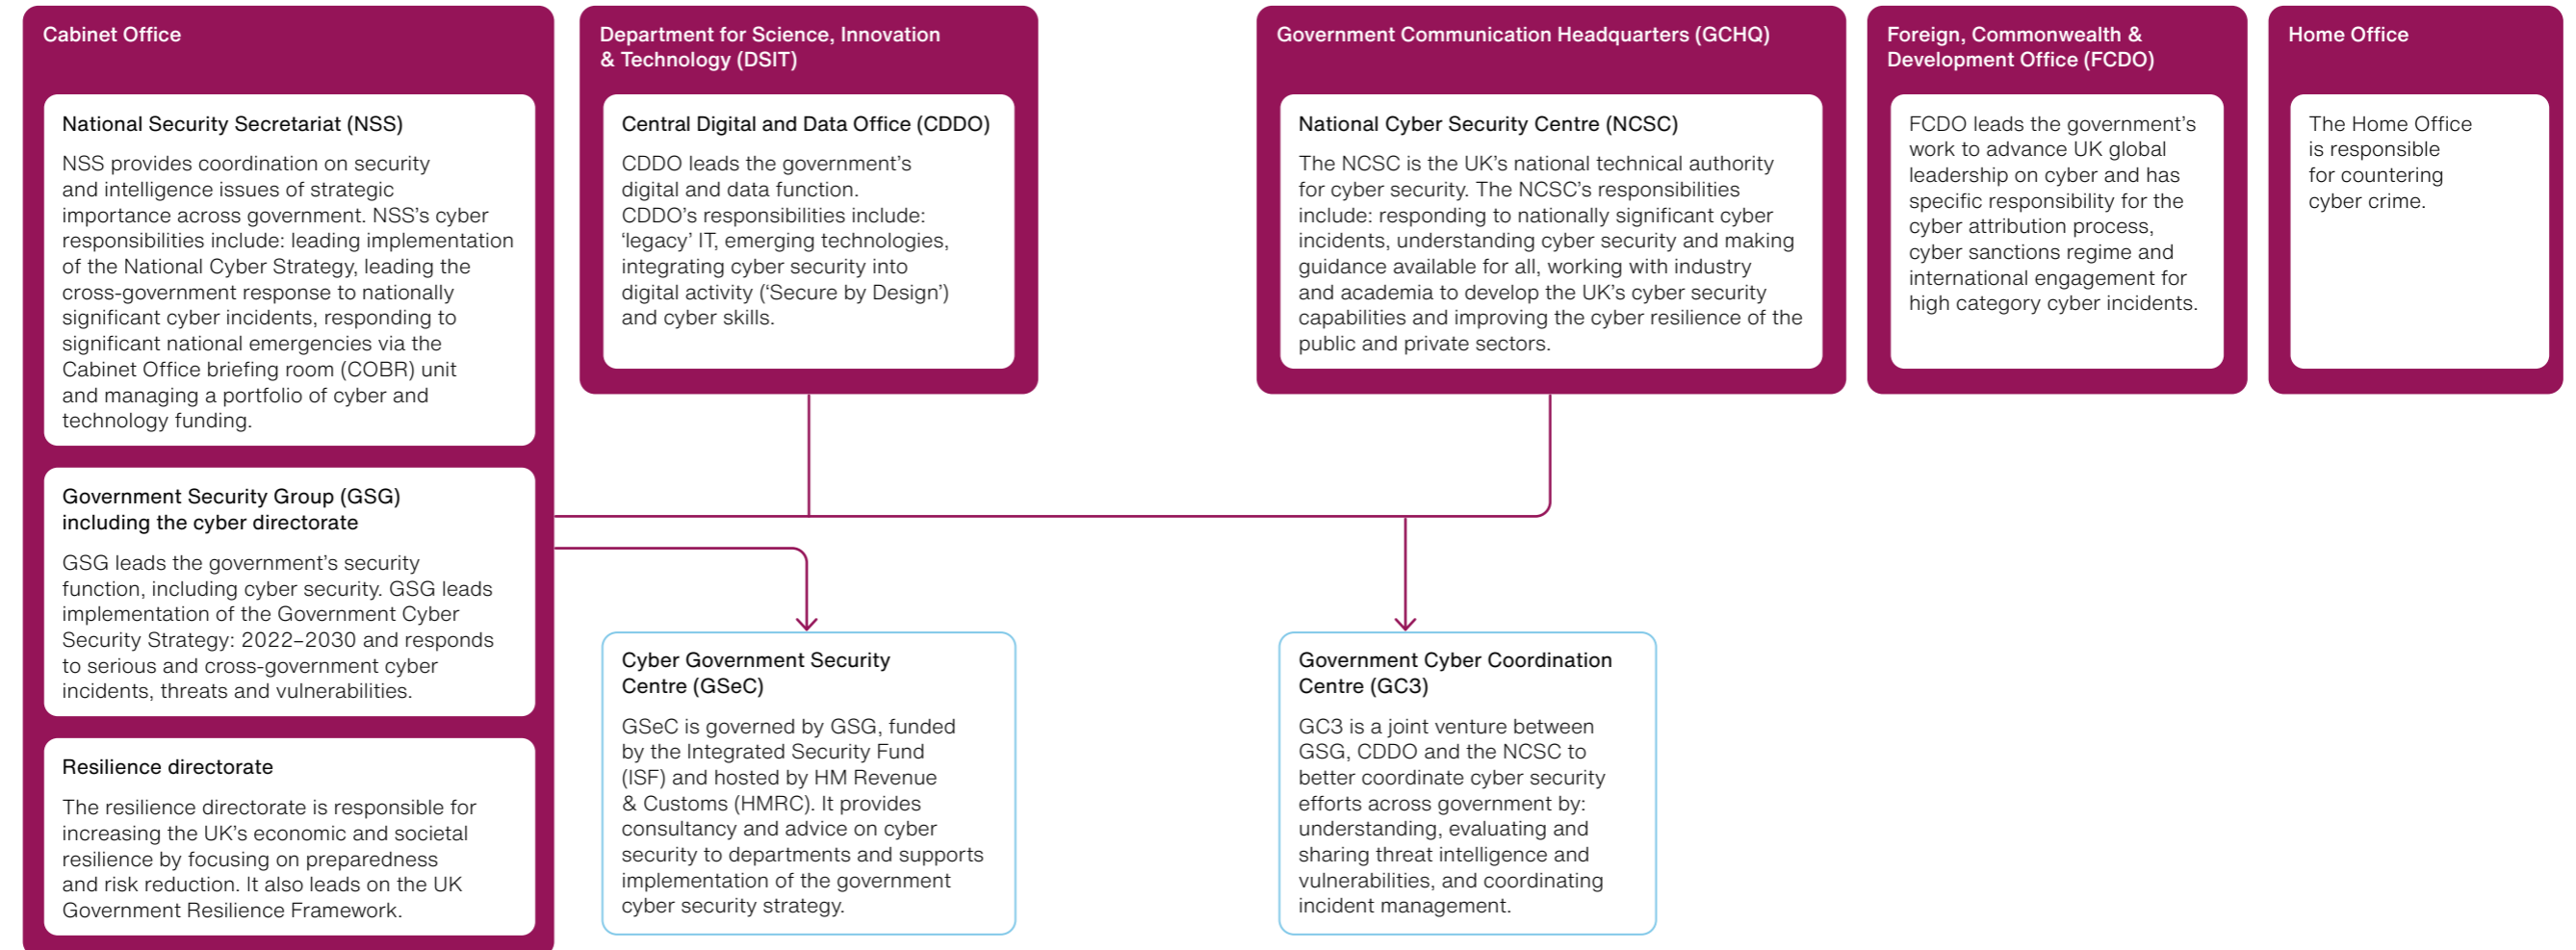 Cabinet Office
National Security Secretariat (NSS)
NSS provides coordination on security
and intelligence issues of strategic
importance across government. NSS’s cyber
responsibilities include: leading implementation
of the National Cyber Strategy, leading the
cross-government response to nationally
significant cyber incidents, responding to
significant national emergencies via the
Cabinet Office briefing room (COBR) unit
and managing a portfolio of cyber and
technology funding.
Government Security Group (GSG)
including the cyber directorate
GSG leads the government’s security
function, including cyber security. GSG leads
implementation of the Government Cyber
Security Strategy: 2022–2030 and responds
to serious and cross-government cyber
incidents, threats and vulnerabilities.
Resilience directorate
The resilience directorate is responsible for
increasing the UK’s economic and societal
resilience by focusing on preparedness
and risk reduction. It also leads on the UK
Government Resilience Framework.
Department for Science, Innovation
& Technology (DSIT)
Central Digital and Data Office (CDDO)
CDDO leads the government’s
digital and data function.
CDDO’s responsibilities include:
‘legacy’ IT, emerging technologies,
integrating cyber security into
digital activity (‘Secure by Design’)
and cyber skills.
Government Communication Headquarters (GCHQ)
National Cyber Security Centre (NCSC)
The NCSC is the UK’s national technical authority
for cyber security. The NCSC’s responsibilities
include: responding to nationally significant cyber
incidents, understanding cyber security and making
guidance available for all, working with industry
and academia to develop the UK’s cyber security
capabilities and improving the cyber resilience of the
public and private sectors.
Foreign, Commonwealth &
Development Office (FCDO)
FCDO leads the government’s
work to advance UK global
leadership on cyber and has
specific responsibility for the
cyber attribution process,
cyber sanctions regime and
international engagement for
high category cyber incidents.
Home Office
The Home Office
is responsible
for countering
cyber crime.
Cyber Government Security
Centre (GSeC)
GSeC is governed by GSG, funded
by the Integrated Security Fund
(ISF) and hosted by HM Revenue
& Customs (HMRC). It provides
consultancy and advice on cyber
security to departments and supports
implementation of the government
cyber security strategy.
Government Cyber Coordination
Centre (GC3)
GC3 is a joint venture between
GSG, CDDO and the NCSC to
better coordinate cyber security
efforts across government by:
understanding, evaluating and
sharing threat intelligence and
vulnerabilities, and coordinating
incident management.